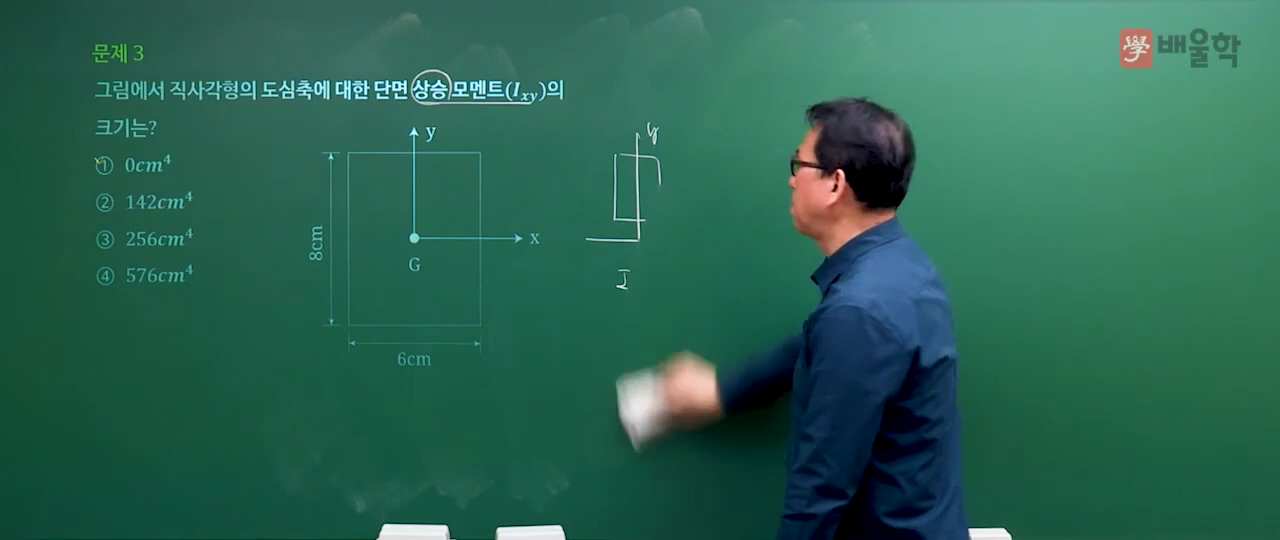 學 배울학
문제 3
그림에서 직사각형의 도심축에 대한 단면 상승 모멘트(I_xy)의
크기는?
① 0cm⁴
② 142cm⁴
③ 256cm⁴
④ 576cm⁴
y
x
G
8cm
6cm
y
I